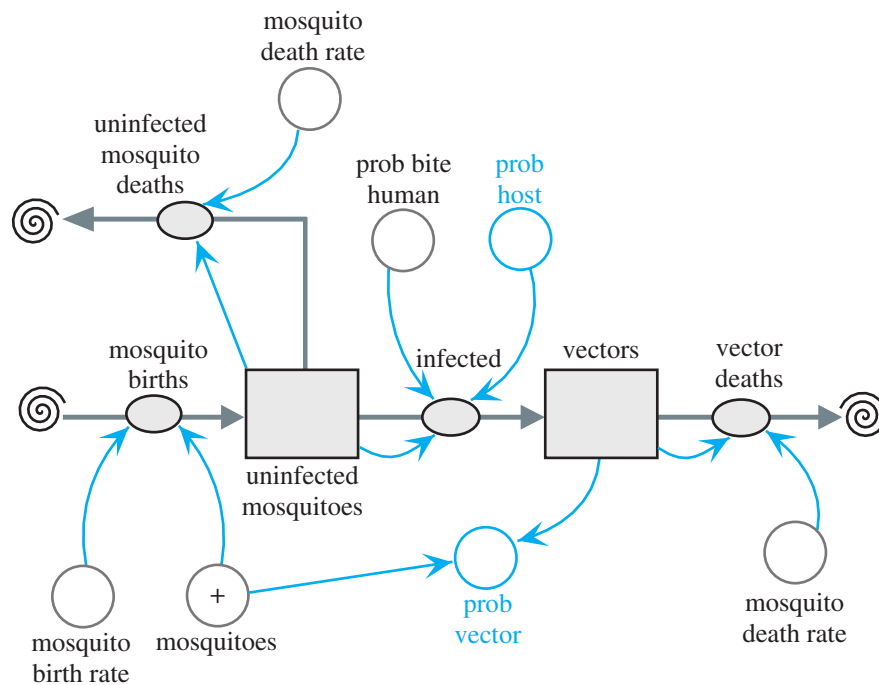 mosquito
death rate
uninfected
mosquito
deaths
prob bite
human
prob
host
mosquito
births
infected
vectors
vector
deaths
uninfected
mosquitoes
+
mosquito
birth rate
mosquitoes
prob
vector
mosquito
death rate